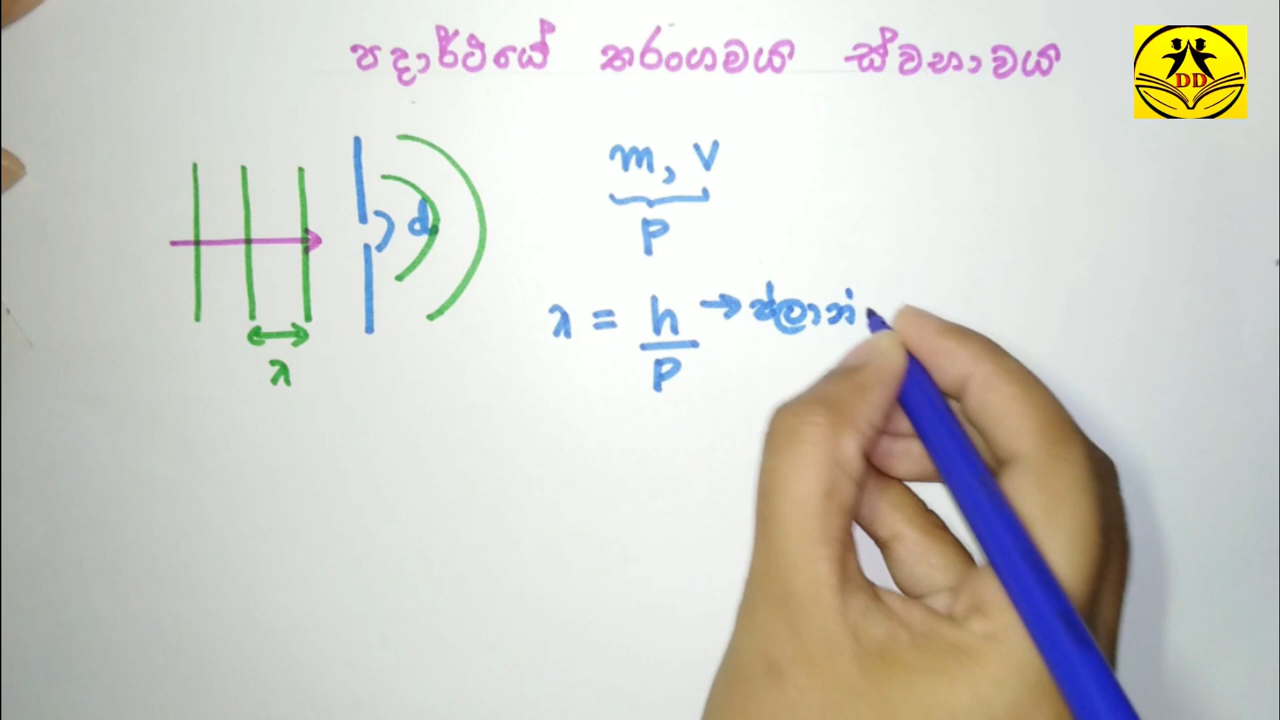 පදාර්ථයේ තරංගමය ස්වභාවය
DD
m, v
p
d
λ = h → ප්ලාන්
p
λ